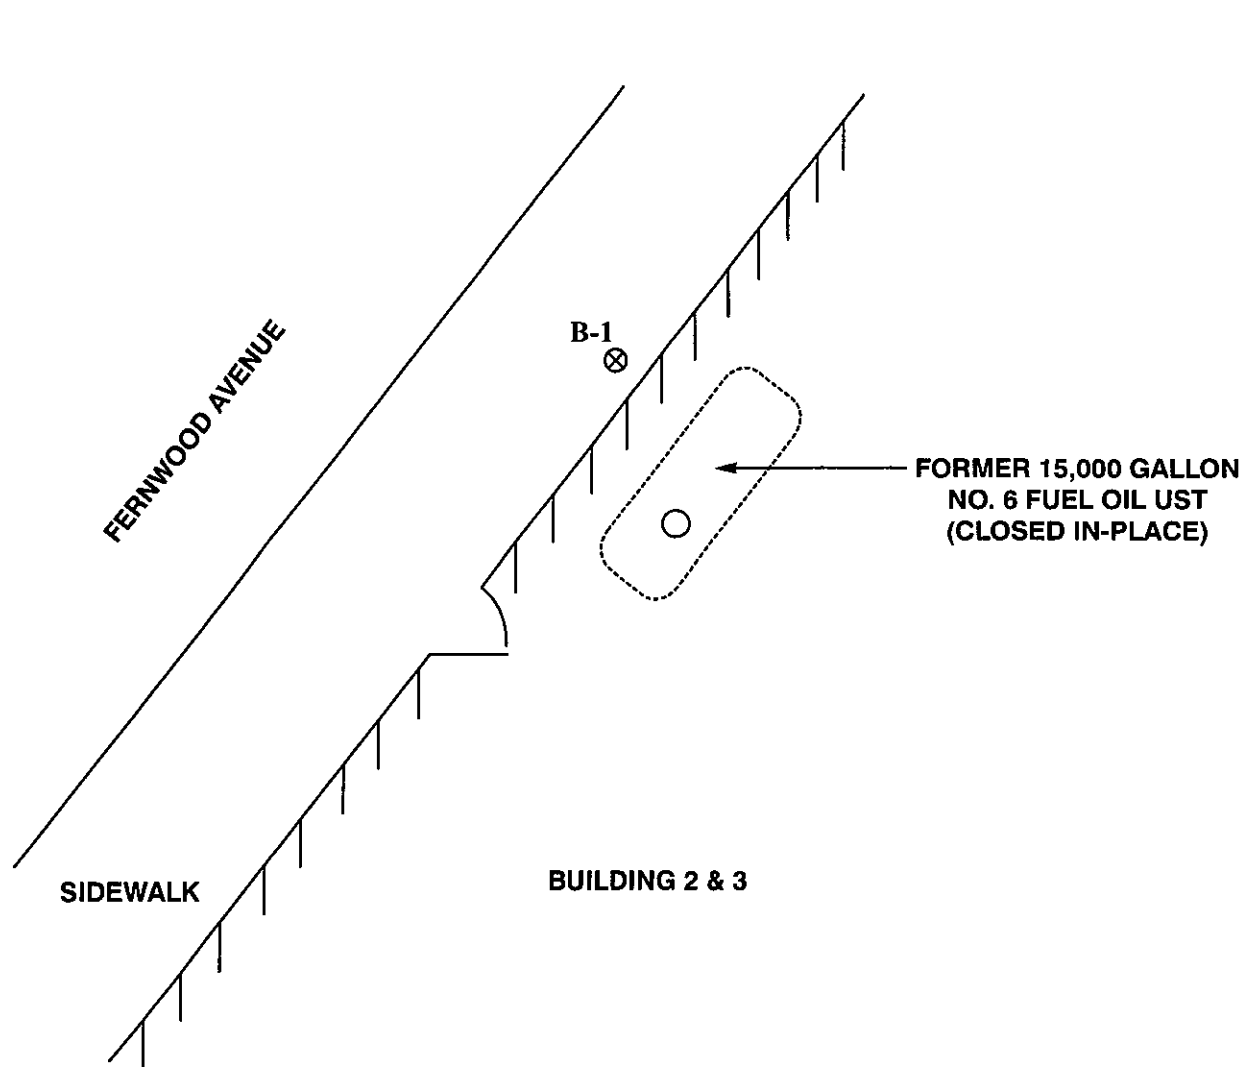 B-1
FERNWOOD AVENUE
FORMER 15,000 GALLON
NO. 6 FUEL OIL UST
(CLOSED IN-PLACE)
SIDEWALK
BUILDING 2 & 3